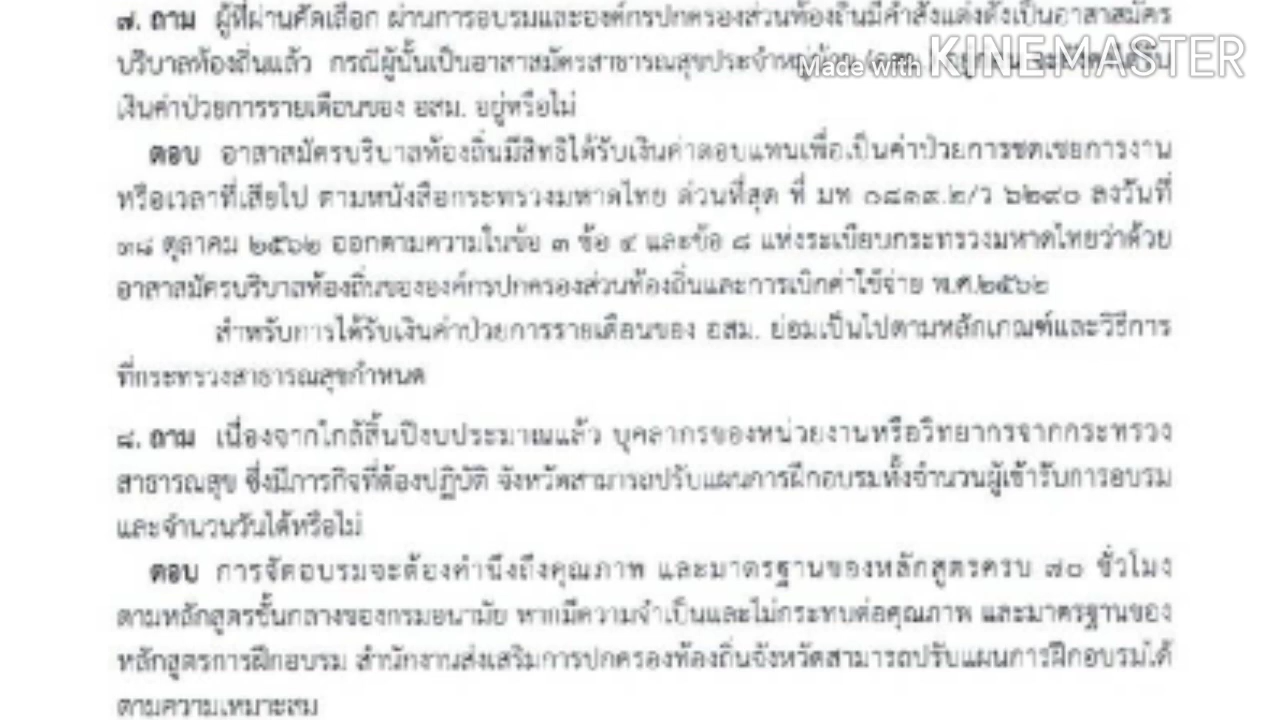 ๗. ถาม ผู้ที่ผ่านคัดเลือก ผ่านการอบรมและองค์กรปกครองส่วนท้องถิ่นมีคำสั่งแต่งตั้งเป็นอาสาสมัคร
บริบาลท้องถิ่นแล้ว กรณีผู้นั้นเป็นอาสาสมัครสาธารณสุขประจำหมู่บ้าน
Made with KINEMASTER
เงินค่าป่วยการรายเดือนของ อสม. อยู่หรือไม่
ตอบ อาสาสมัครบริบาลท้องถิ่นมีสิทธิได้รับเงินค่าตอบแทนเพื่อเป็นค่าป่วยการชดเชยการงาน
หรือเวลาที่เสียไป ตามหนังสือกระทรวงมหาดไทย ด่วนที่สุด ที่ มท ๐๘๑๙.๒/ว ๖๒๙๐ ลงวันที่
ตุลาคม ๒๕๖๒ ออกตามความในข้อ ๓ ข้อ ๔ และข้อ ๘ แห่งระเบียบกระทรวงมหาดไทยว่าด้วย
อาสาสมัครบริบาลท้องถิ่นขององค์กรปกครองส่วนท้องถิ่นและการเบิกค่าใช้จ่าย พ.ศ.๒๕๖๒
สำหรับการได้รับเงินค่าป่วยการรายเดือนของ อสม. ย่อมเป็นไปตามหลักเกณฑ์และวิธีการ
ที่กระทรวงสาธารณสุขกำหนด
๘. ถาม เนื่องจากใกล้สิ้นปีงบประมาณแล้ว บุคลากรของหน่วยงานหรือวิทยากรจากกระทรวง
สาธารณสุข ซึ่งมีภารกิจที่ต้องปฏิบัติ จังหวัดสามารถปรับแผนการฝึกอบรมทั้งจำนวนผู้เข้ารับการอบรม
และจำนวนวันได้หรือไม่
ตอบ การจัดอบรมจะต้องคำนึงถึงคุณภาพ และมาตรฐานของหลักสูตรครบ ๗๐ ชั่วโมง
ตามหลักสูตรชั้นกลางของกรมอนามัย หากมีความจำเป็นและไม่กระทบต่อคุณภาพ และมาตรฐานของ
หลักสูตรการฝึกอบรม สำนักงานส่งเสริมการปกครองท้องถิ่นจังหวัดสามารถปรับแผนการฝึกอบรมได้
ตามความเหมาะสม